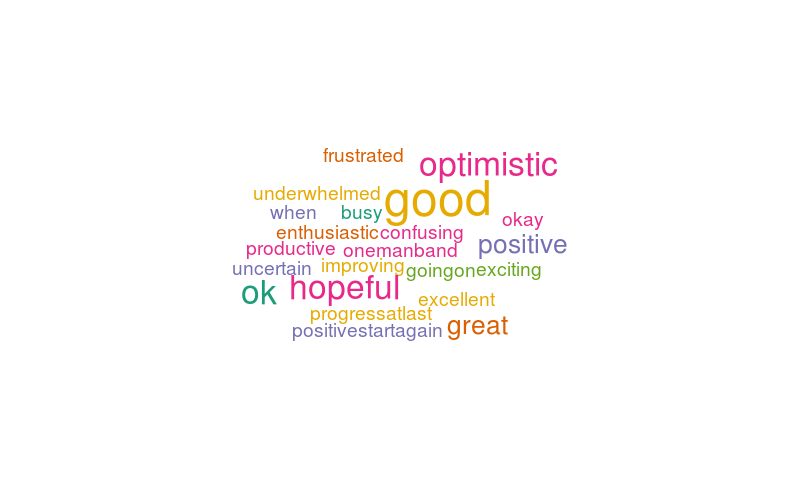 frustrated
optimistic
underwhelmed
good
when
busy
okay
enthusiastic
confusing
productive
onemanband
positive
uncertain
improving
goingon
exciting
ok
hopeful
excellent
progressatlast
positivestartagain
great